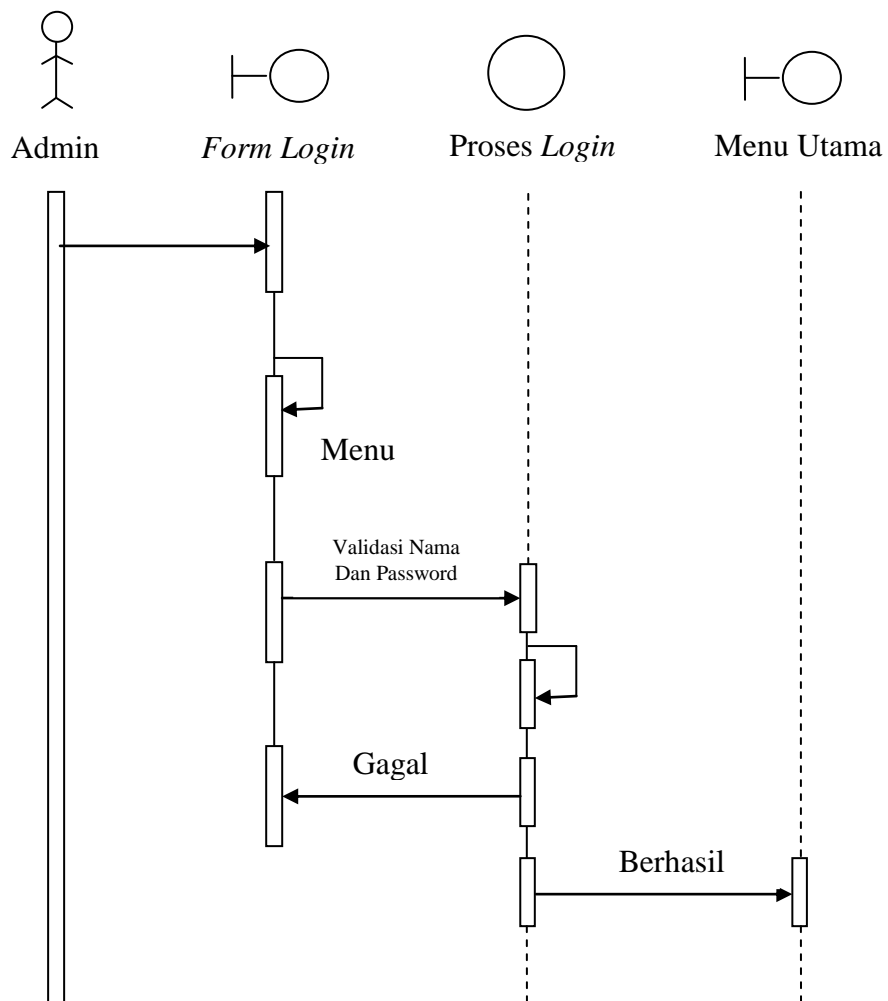 Admin
Form Login
Proses Login
Menu Utama
Menu
Validasi Nama
Dan Password
Gagal
Berhasil